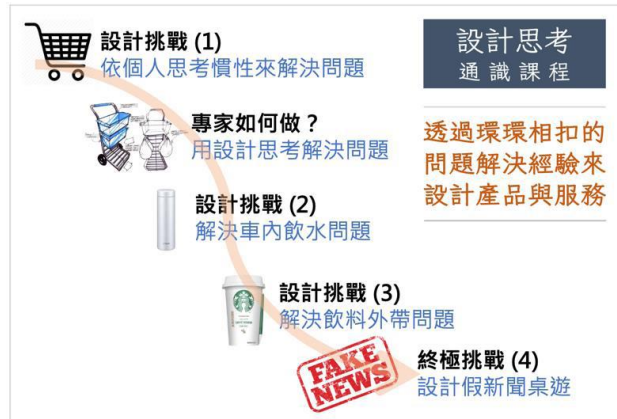 設計挑戰 (1)
依個人思考慣性來解決問題
設計思考
通識課程
專家如何做？
用設計思考解決問題
透過環環相扣的
問題解決經驗來
設計產品與服務
設計挑戰 (2)
解決車內飲水問題
設計挑戰 (3)
解決飲料外帶問題
FAKE
NEWS
終極挑戰 (4)
設計假新聞桌遊